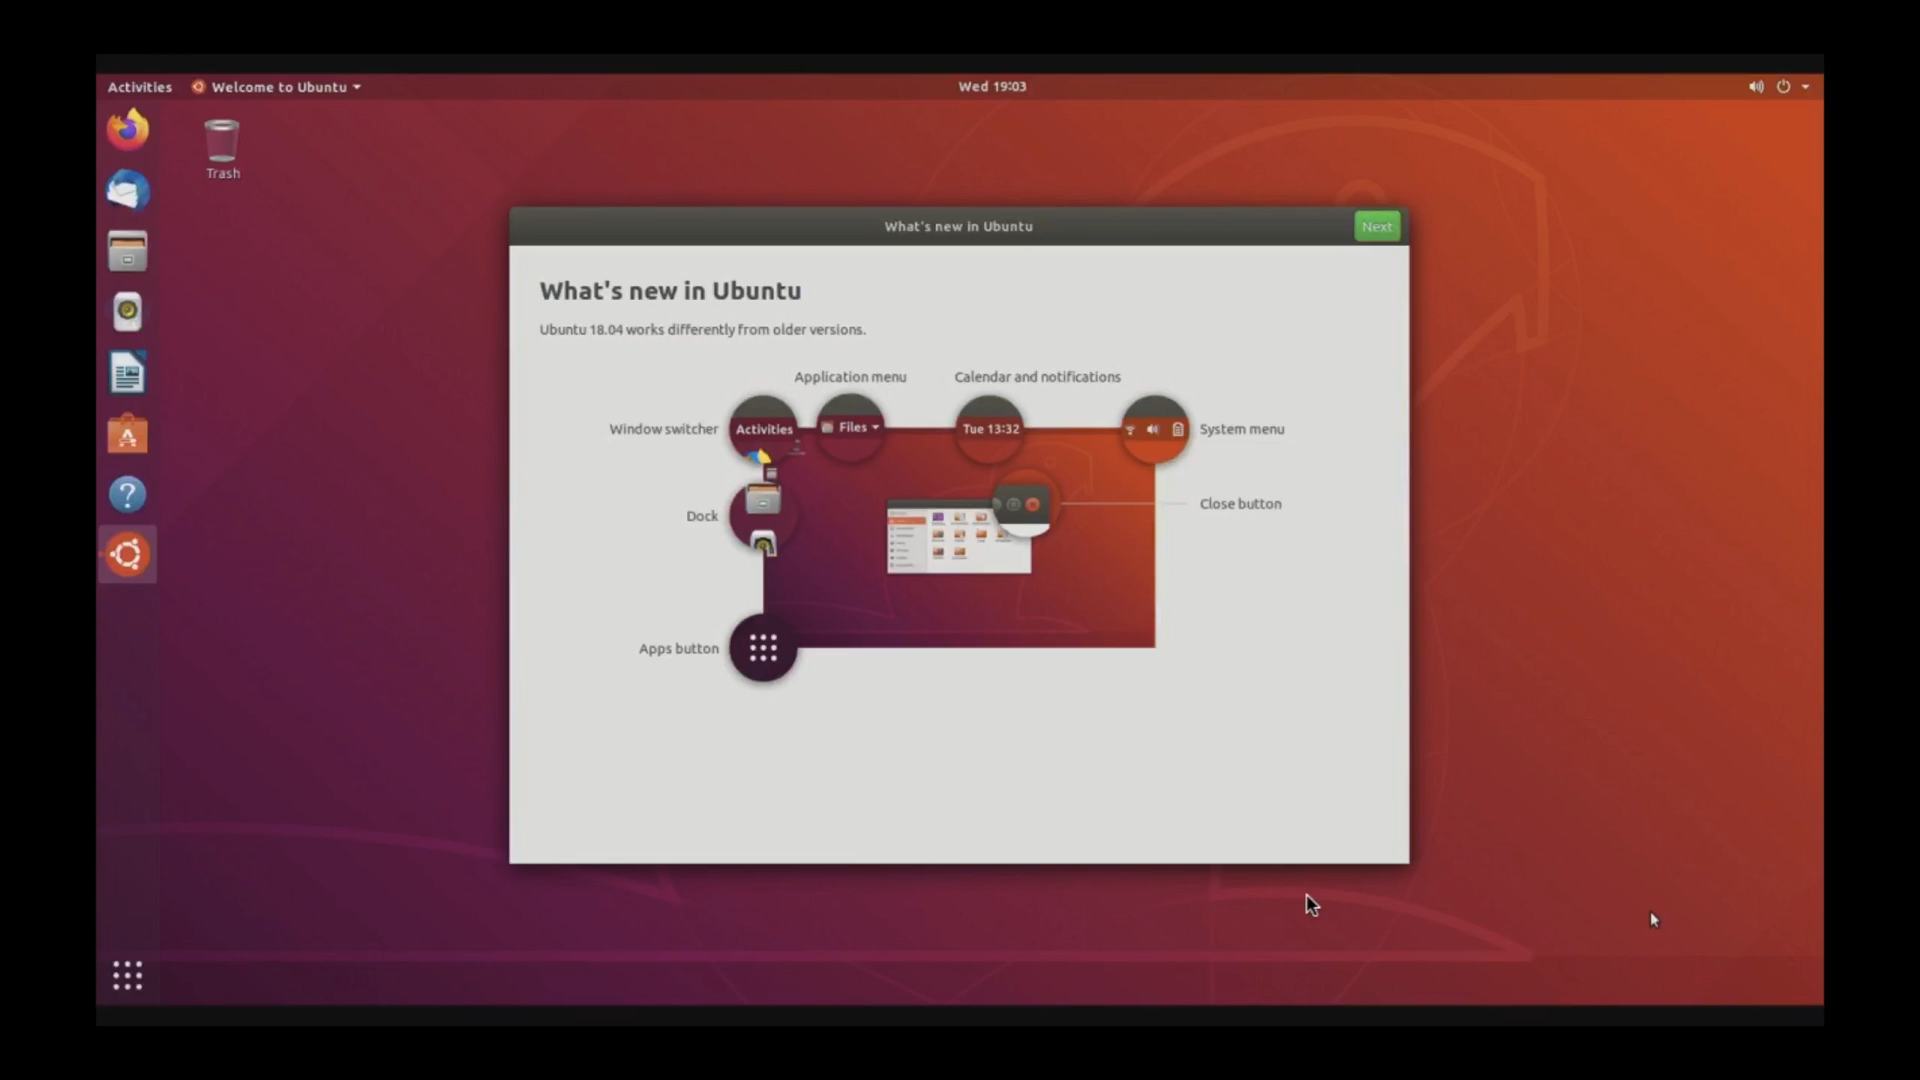 Activities Welcome to Ubuntu Wed 19:03
Trash
What's new in Ubuntu Next
What's new in Ubuntu
Ubuntu 18.04 works differently from older versions.
Application menu Calendar and notifications
Window switcher Activities Files Tue 13:32 System menu
Close button
Dock
Apps button